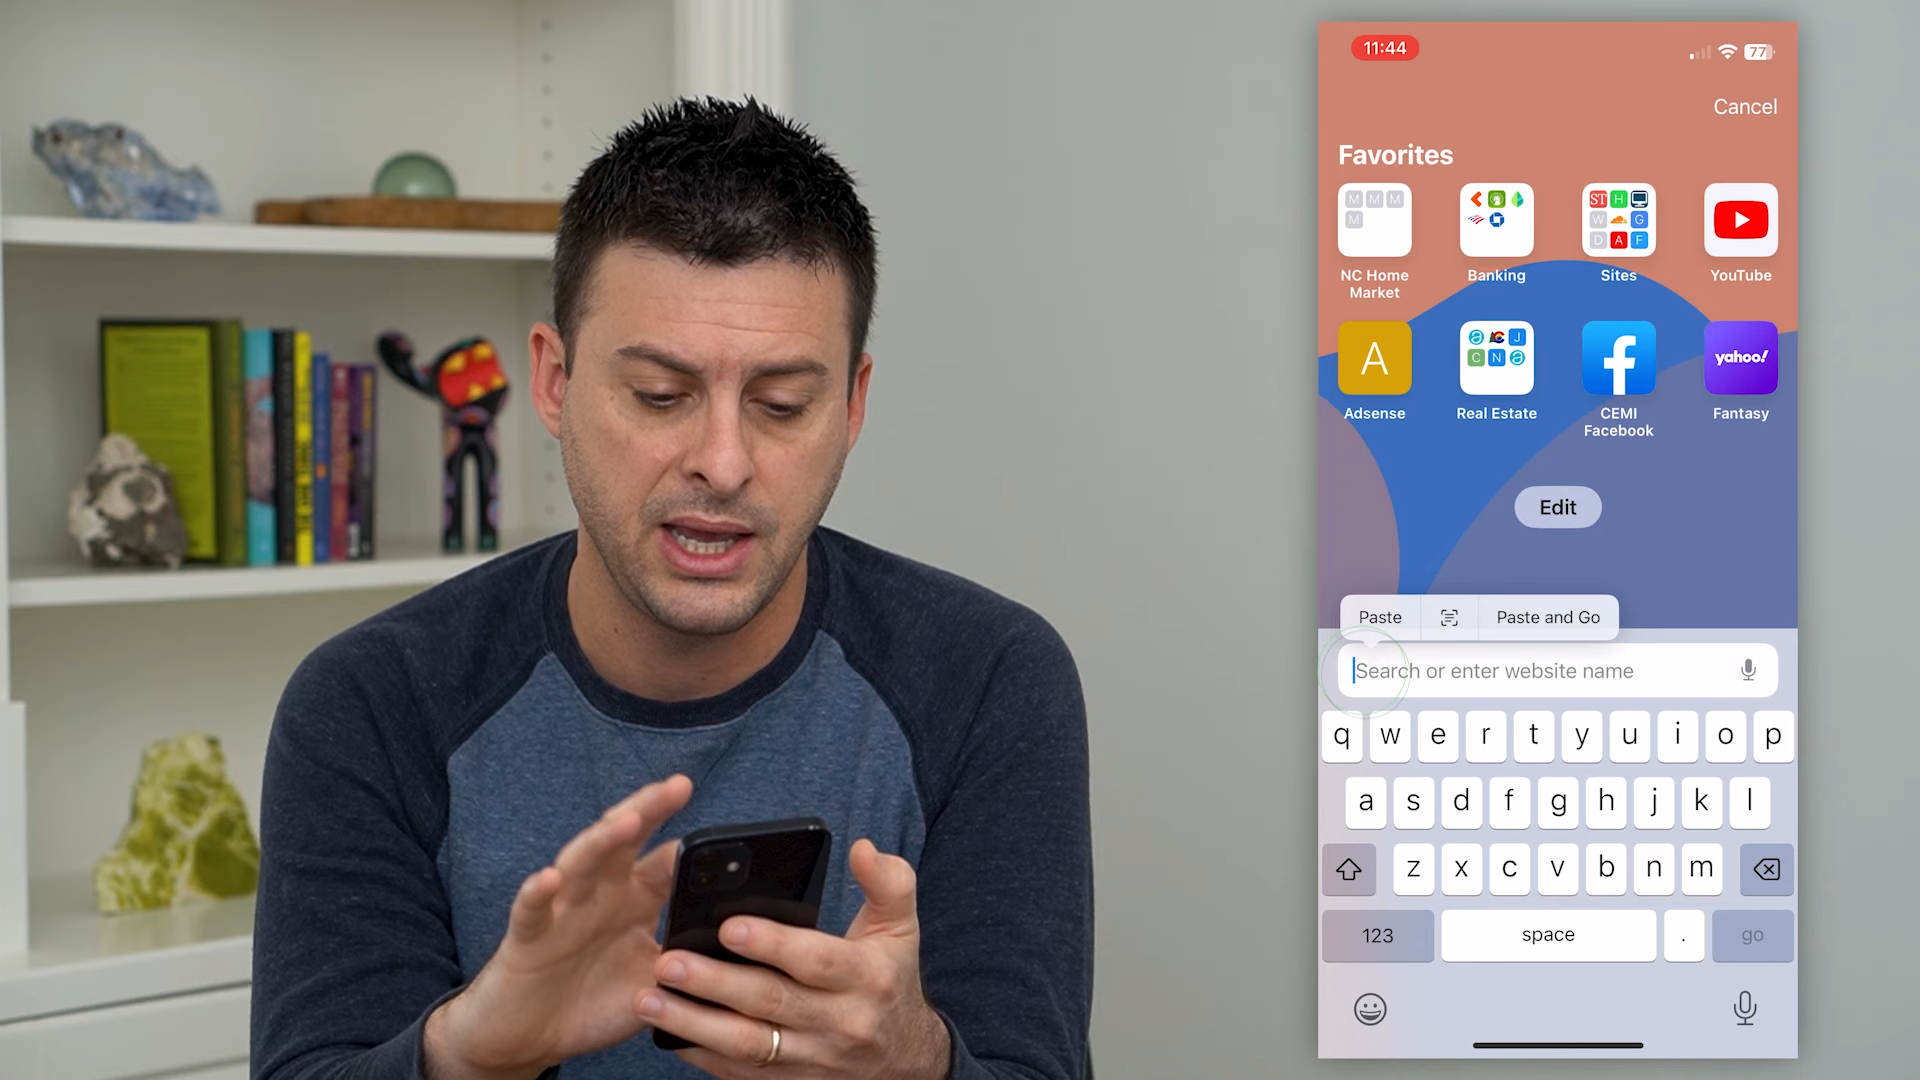 11:44
77
Cancel
Favorites
M M M
M
ST H
W G
D A F
NC Home
Market
Banking
Sites
YouTube
A
J
C N
yahoo!
Adsense
Real Estate
CEMI
Facebook
Fantasy
Edit
Paste
Paste and Go
Search or enter website name
q w e r t y u i o p
a s d f g h j k l
z x c v b n m
123
space
.
go